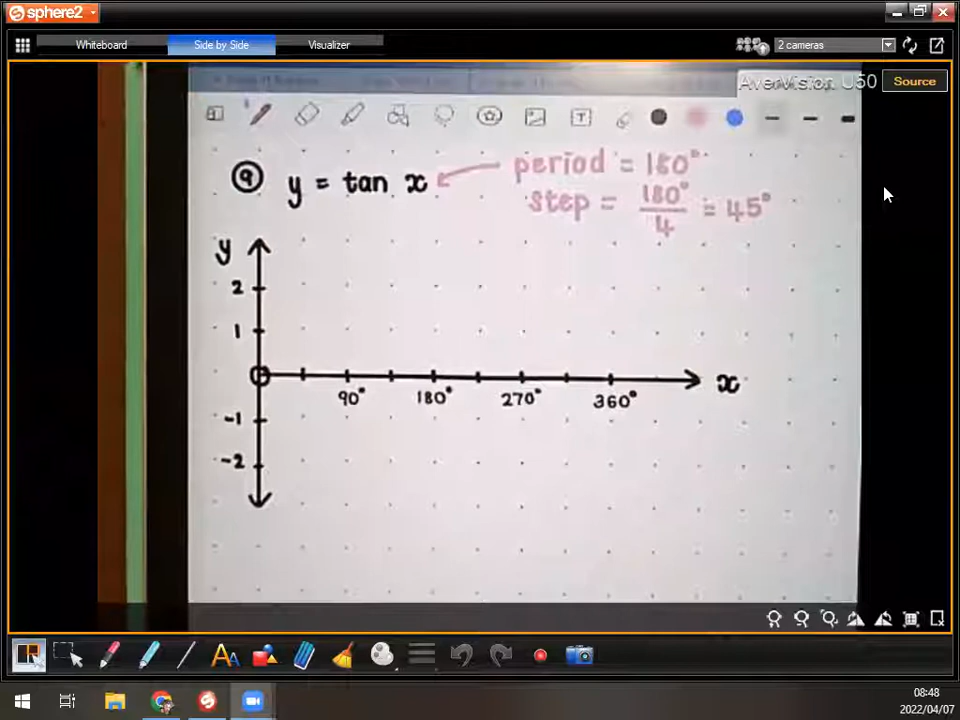 sphere2
Whiteboard Side by Side Visualizer 2 cameras
AverVision U50 Source
T
9 y = tan x period = 180°
step = 180°/4 = 45°
y
2
1
O 90° 180° 270° 360° x
-1
-2
08:48
2022/04/07